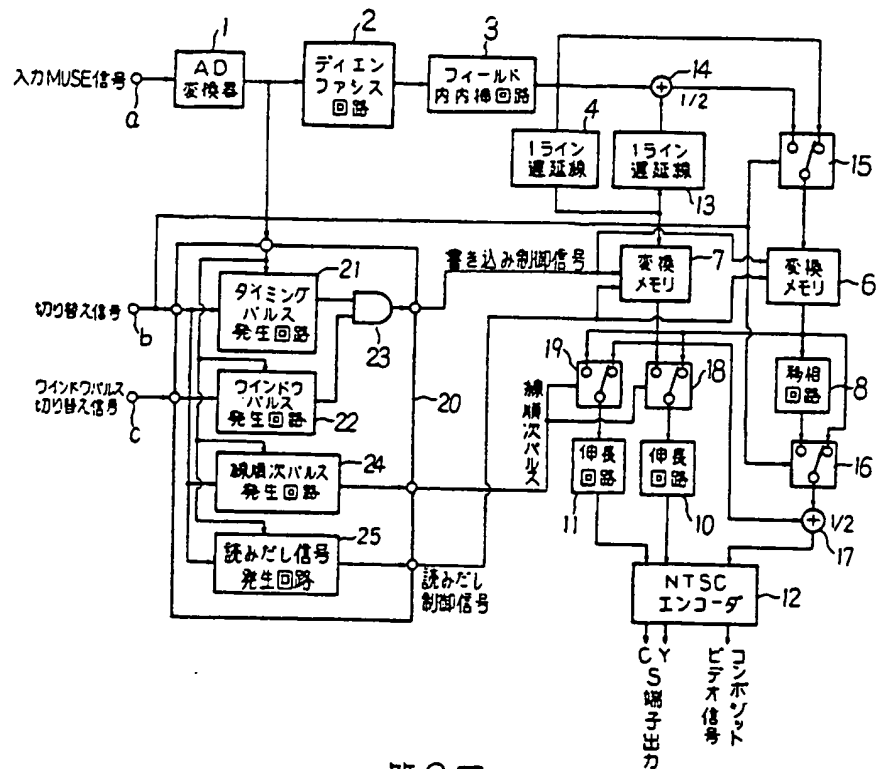 1
AD
変換器
2
ディエン
ファシス
回路
3
フィールド
内内挿回路
入力MUSE信号
a
14
1/2
4
1ライン
遅延線
1ライン
遅延線
13
15
書き込み制御信号
7
変換
メモリ
変換
メモリ
6
切り替え信号
b
21
タイミング
パルス
発生回路
23
ウインドウパルス
切り替え信号
c
ウインドウ
パルス
発生回路
22
20
19
18
線順次パルス
移相
回路
8
24
線順次パルス
発生回路
伸長
回路
11
伸長
回路
10
16
1/2
17
25
読みだし信号
発生回路
読みだし
制御信号
NTSC
エンコーダ
12
C Y
S端子出力
コンポジット
ビデオ信号